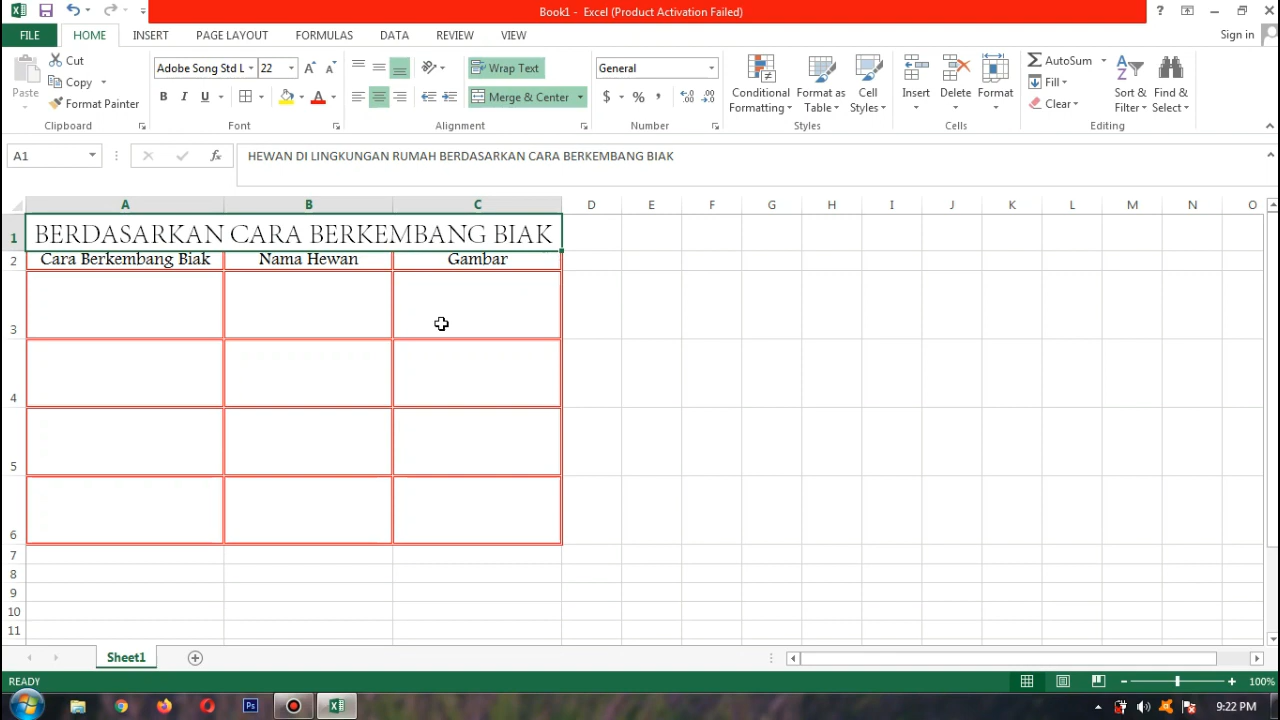 Book1 - Excel (Product Activation Failed)
FILE HOME INSERT PAGE LAYOUT FORMULAS DATA REVIEW VIEW Sign in
Paste
Cut
Copy
Format Painter
Clipboard
Adobe Song Std L 22
B I U
Font
Wrap Text
Merge & Center
Alignment
General
$ % ,
Number
Conditional Formatting
Format as Table
Cell Styles
Styles
Insert
Delete
Format
Cells
AutoSum
Fill
Clear
Sort & Filter
Find & Select
Editing
A1 fx HEWAN DI LINGKUNGAN RUMAH BERDASARKAN CARA BERKEMBANG BIAK
A B C D E F G H I J K L M N O
1 BERDASARKAN CARA BERKEMBANG BIAK
2 Cara Berkembang Biak Nama Hewan Gambar
3
4
5
6
7
8
9
10
11
Sheet1
READY 100%
Ps 9:22 PM